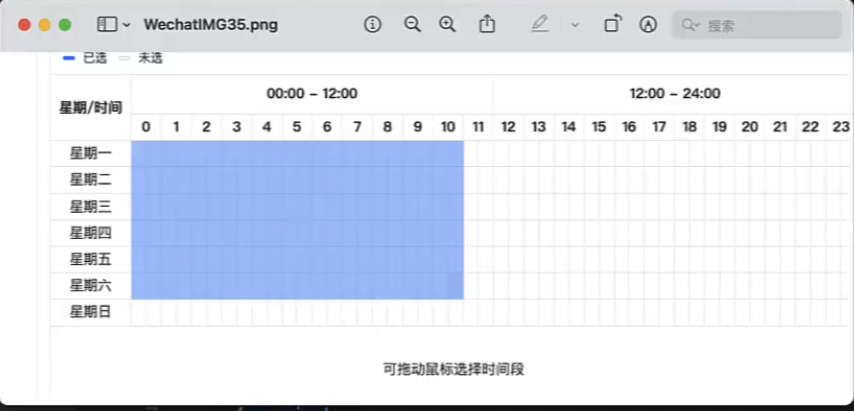 WechatIMG35.png
搜索
已选 未选
星期/时间
00:00 – 12:00 12:00 – 24:00
0 1 2 3 4 5 6 7 8 9 10 11 12 13 14 15 16 17 18 19 20 21 22 23
星期一
星期二
星期三
星期四
星期五
星期六
星期日
可拖动鼠标选择时间段